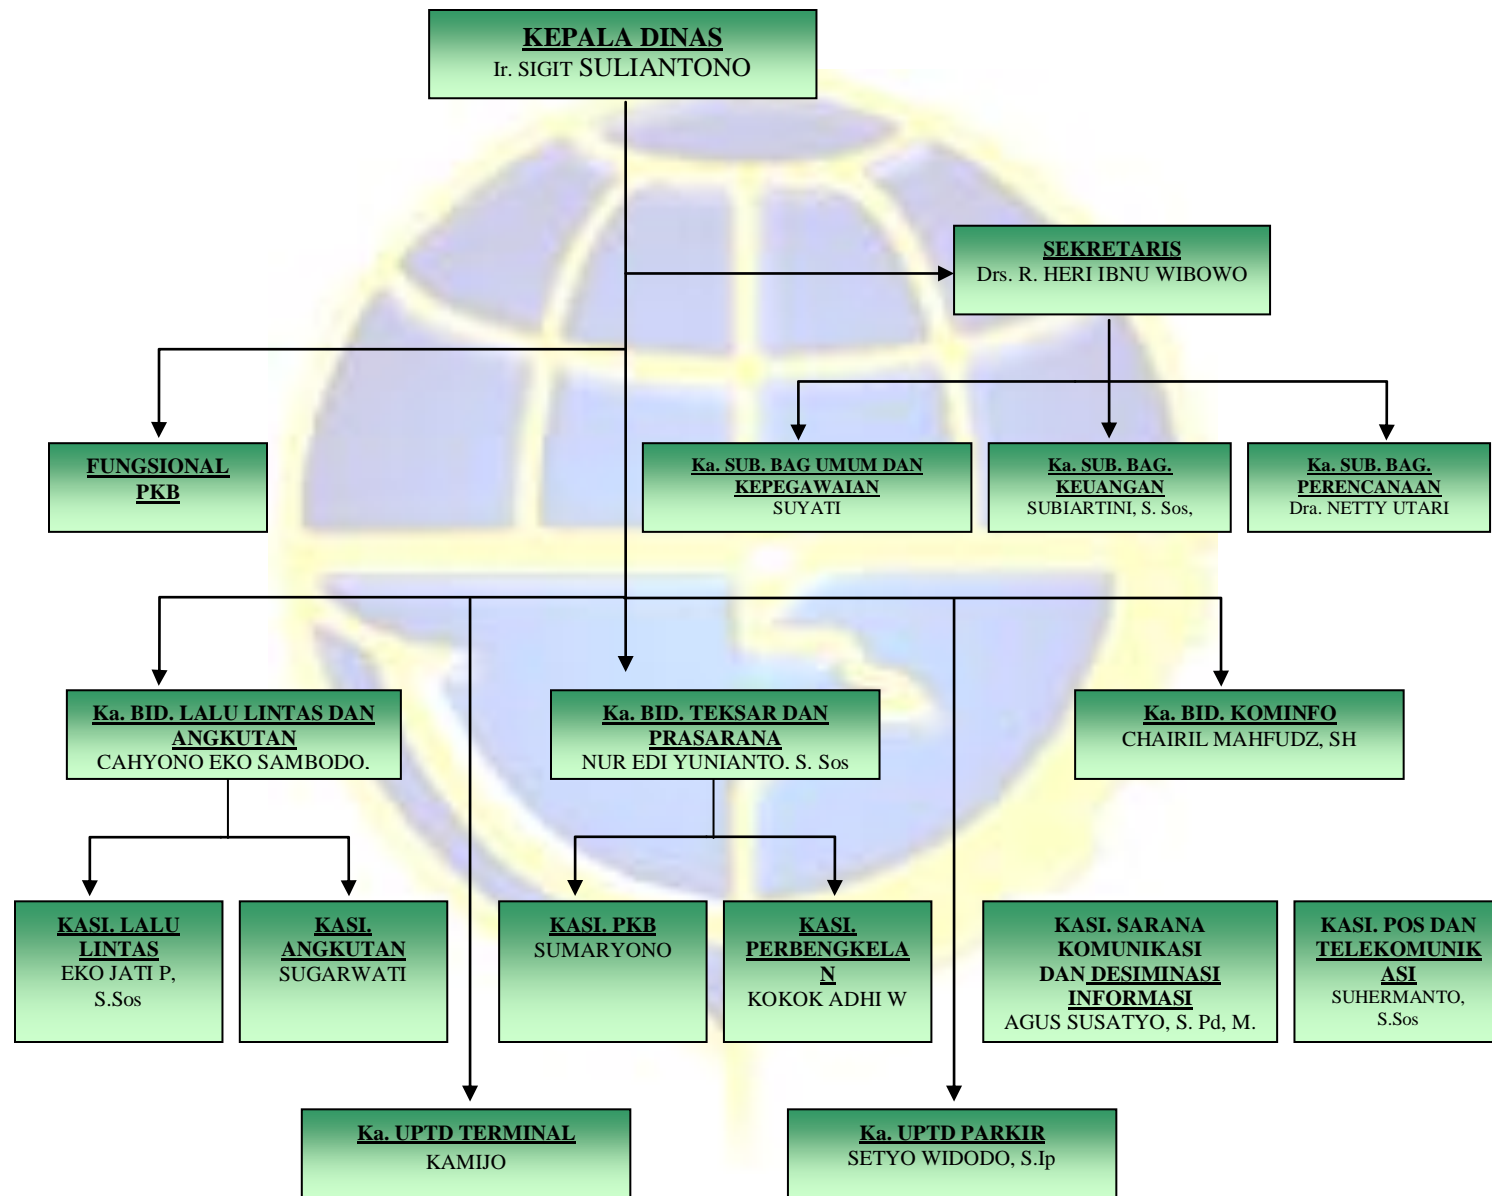 KEPALA DINAS
Ir. SIGIT SULIANTONO
SEKRETARIS
Drs. R. HERI IBNU WIBOWO
FUNGSIONAL
PKB
Ka. SUB. BAG UMUM DAN
KEPEGAWAIAN
SUYATI
Ka. SUB. BAG.
KEUANGAN
SUBIARTINI, S. Sos,
Ka. SUB. BAG.
PERENCANAAN
Dra. NETTY UTARI
Ka. BID. LALU LINTAS DAN
ANGKUTAN
CAHYONO EKO SAMBODO.
Ka. BID. TEKSAR DAN
PRASARANA
NUR EDI YUNIANTO. S. Sos
Ka. BID. KOMINFO
CHAIRIL MAHFUDZ, SH
KASI. LALU
LINTAS
EKO JATI P,
S.Sos
KASI.
ANGKUTAN
SUGARWATI
KASI. PKB
SUMARYONO
KASI.
PERBENGKELA
N
KOKOK ADHI W
KASI. SARANA
KOMUNIKASI
DAN DESIMINASI
INFORMASI
AGUS SUSATYO, S. Pd, M.
KASI. POS DAN
TELEKOMUNIK
ASI
SUHERMANTO,
S.Sos
Ka. UPTD TERMINAL
KAMIJO
Ka. UPTD PARKIR
SETYO WIDODO, S.Ip